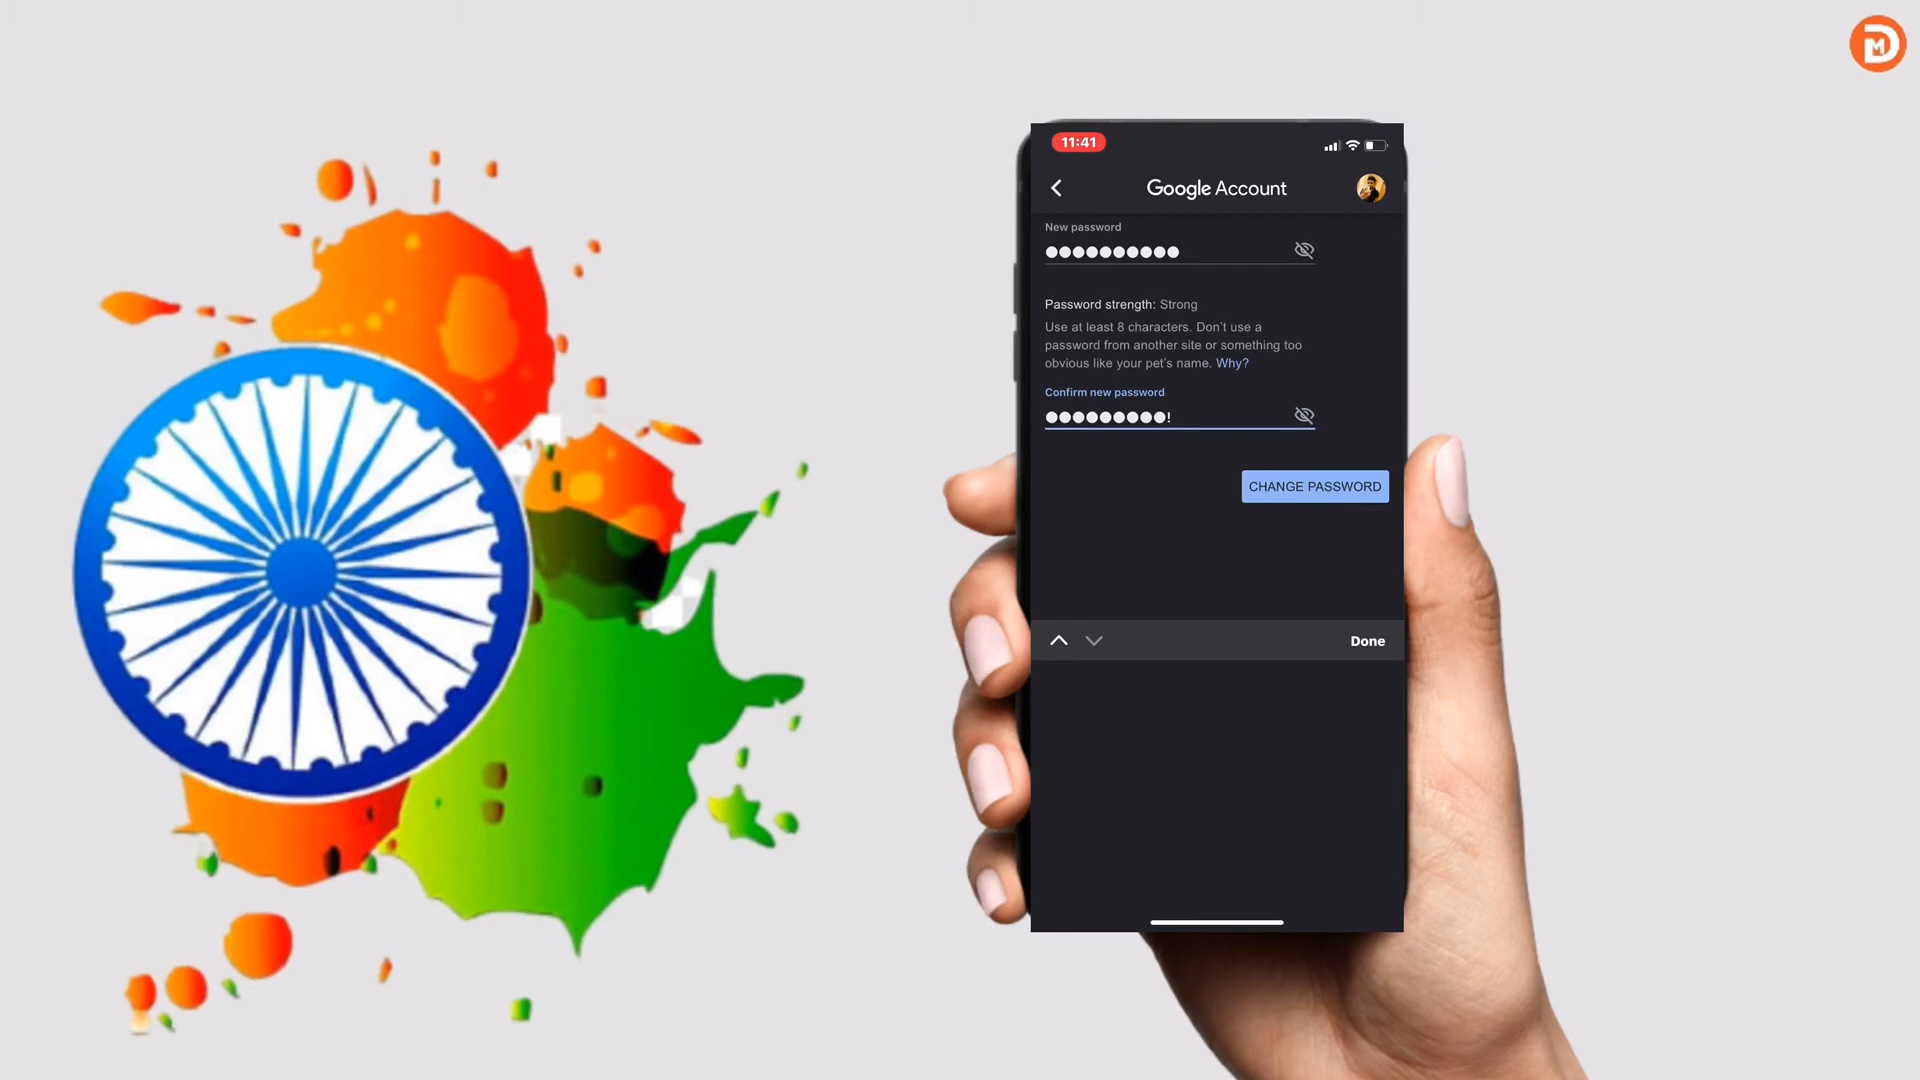 DM
11:41
Google Account
New password
●●●●●●●●●●
Password strength: Strong
Use at least 8 characters. Don't use a
password from another site or something too
obvious like your pet's name. Why?
Confirm new password
●●●●●●●●●!
CHANGE PASSWORD
Done